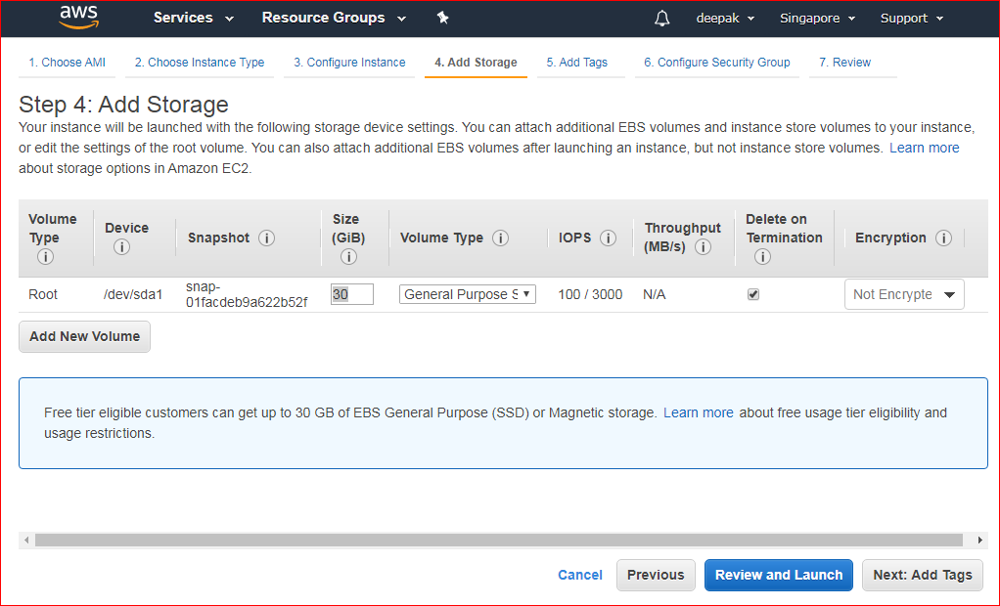 aws Services Resource Groups deepak Singapore Support
1. Choose AMI 2. Choose Instance Type 3. Configure Instance 4. Add Storage 5. Add Tags 6. Configure Security Group 7. Review
Step 4: Add Storage
Your instance will be launched with the following storage device settings. You can attach additional EBS volumes and instance store volumes to your instance,
or edit the settings of the root volume. You can also attach additional EBS volumes after launching an instance, but not instance store volumes. Learn more
about storage options in Amazon EC2.
Volume Type Device Snapshot Size (GiB) Volume Type IOPS Throughput (MB/s) Delete on Termination Encryption
Root /dev/sda1 snap-01facdeb9a622b52f 30 General Purpose S 100 / 3000 N/A Not Encrypte
Add New Volume
Free tier eligible customers can get up to 30 GB of EBS General Purpose (SSD) or Magnetic storage. Learn more about free usage tier eligibility and
usage restrictions.
Cancel Previous Review and Launch Next: Add Tags